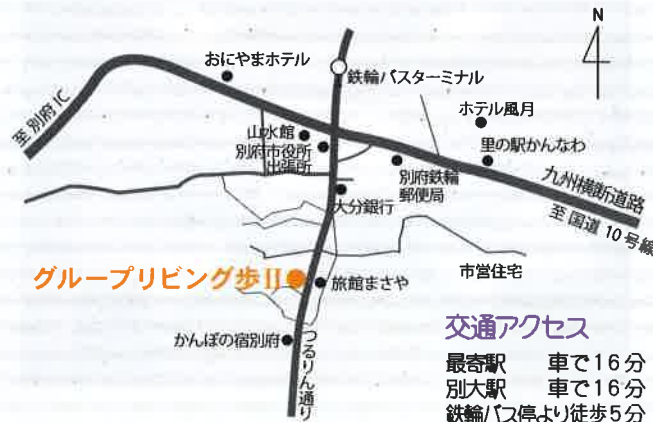 N
おにやまホテル
鉄輪バスターミナル
至 別府 IC
ホテル風月
山水館
別府市役所
出張所
里の駅かんなわ
別府鉄輪
郵便局
九州横断道路
至 国道 10 号線
大分銀行
グループリビング歩Ⅱ
旅館まさや
市営住宅
かんぽの宿別府
つるりん通り
交通アクセス
最寄駅 車で16分
別大駅 車で16分
鉄輪バス停より徒歩5分